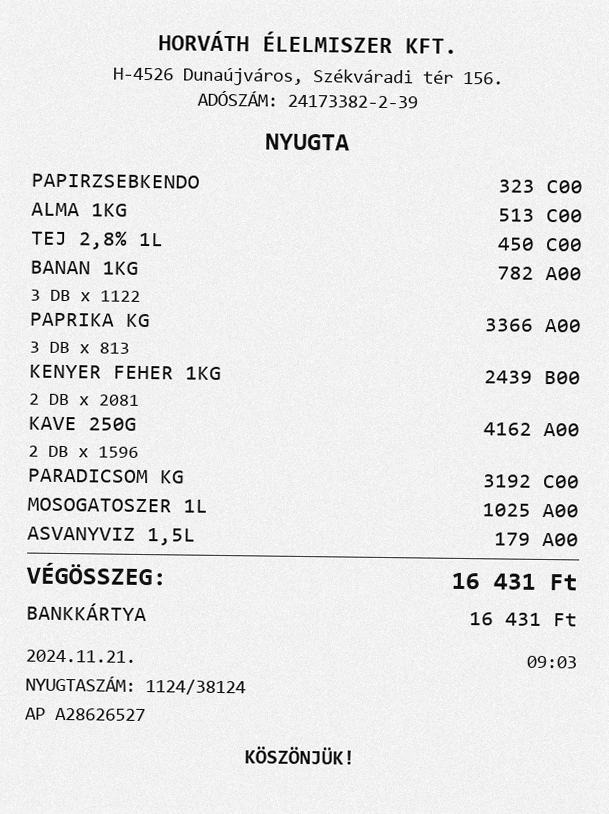 HORVÁTH ÉLELMISZER KFT.
H-4526 Dunaújváros, Székváradi tér 156.
ADÓSZÁM: 24173382-2-39
NYUGTA
PAPIRZSEBKENDO 323 C00
ALMA 1KG 513 C00
TEJ 2,8% 1L 450 C00
BANAN 1KG 782 A00
3 DB x 1122
PAPRIKA KG 3366 A00
3 DB x 813
KENYER FEHER 1KG 2439 B00
2 DB x 2081
KAVE 250G 4162 A00
2 DB x 1596
PARADICSOM KG 3192 C00
MOSOGATOSZER 1L 1025 A00
ASVANYVIZ 1,5L 179 A00
VÉGÖSSZEG: 16 431 Ft
BANKKÁRTYA 16 431 Ft
2024.11.21. 09:03
NYUGTASZÁM: 1124/38124
AP A28626527
KÖSZÖNJÜK!